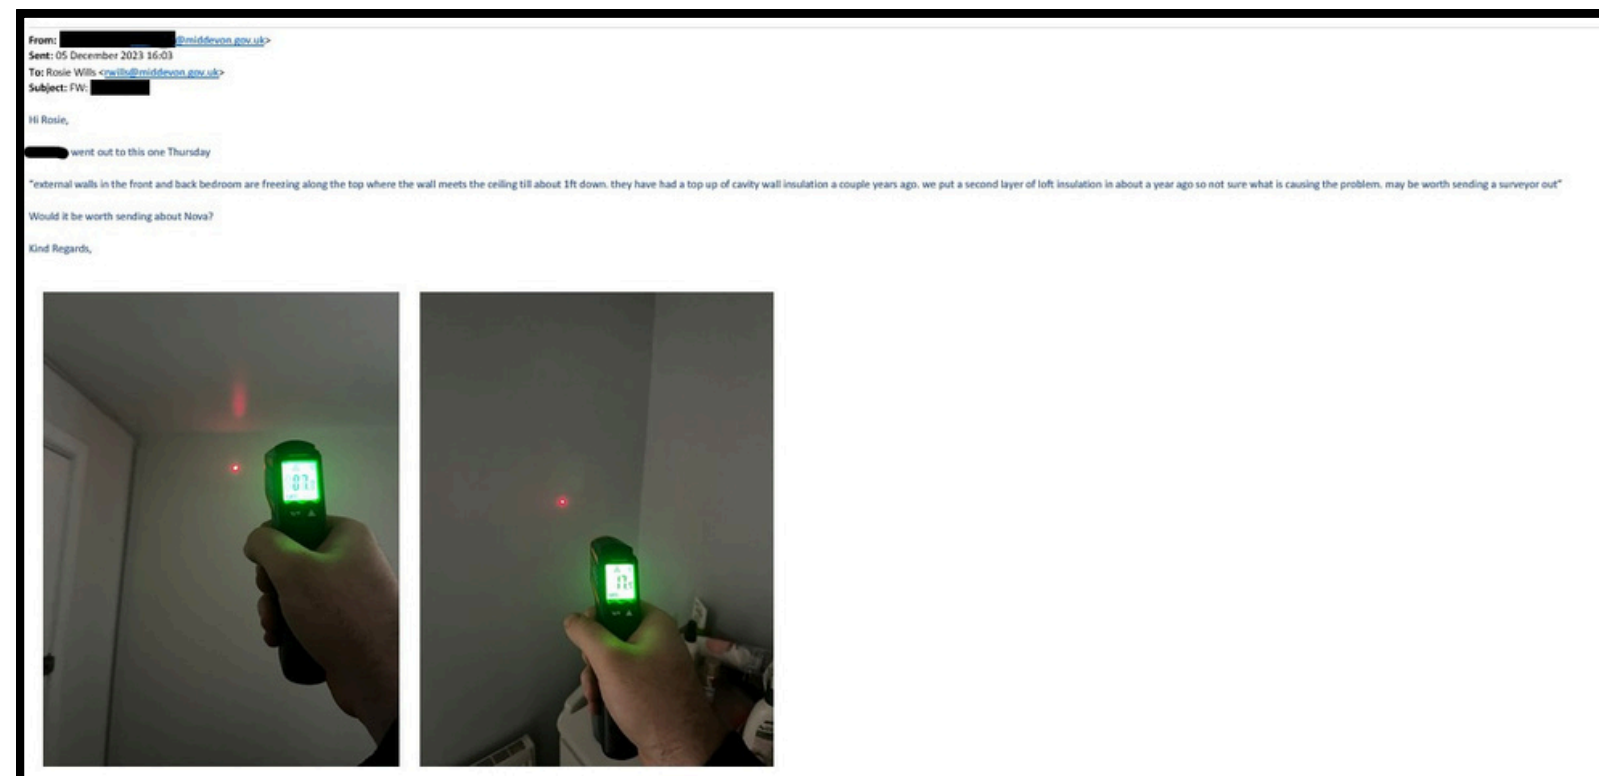 From: @middevon.gov.uk>
Sent: 05 December 2023 16:03
To: Rosie Wills <rwills@middevon.gov.uk>
Subject: FW:
Hi Rosie,
went out to this one Thursday
"external walls in the front and back bedroom are freezing along the top where the wall meets the ceiling till about 1ft down. they have had a top up of cavity wall insulation a couple years ago. we put a second layer of loft insulation in about a year ago so not sure what is causing the problem. may be worth sending a surveyor out"
Would it be worth sending about Nova?
Kind Regards,